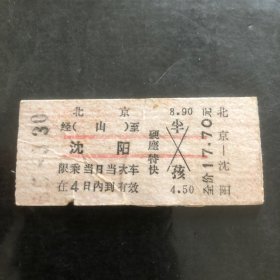 30
北京
经(山)至
沈阳
限乘当日当次车
在4日内到有效
硬座特快
8.90元
半
孩
4.50
全价17.70
北京—沈阳